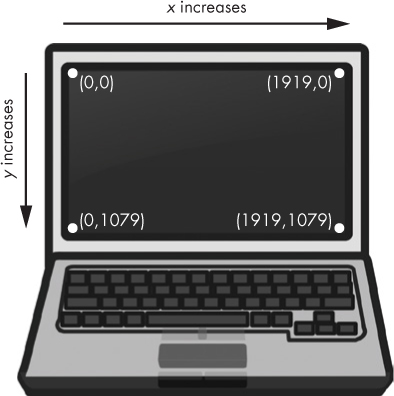 x increases
(0,0)
(1919,0)
y increases
(0,1079)
(1919,1079)